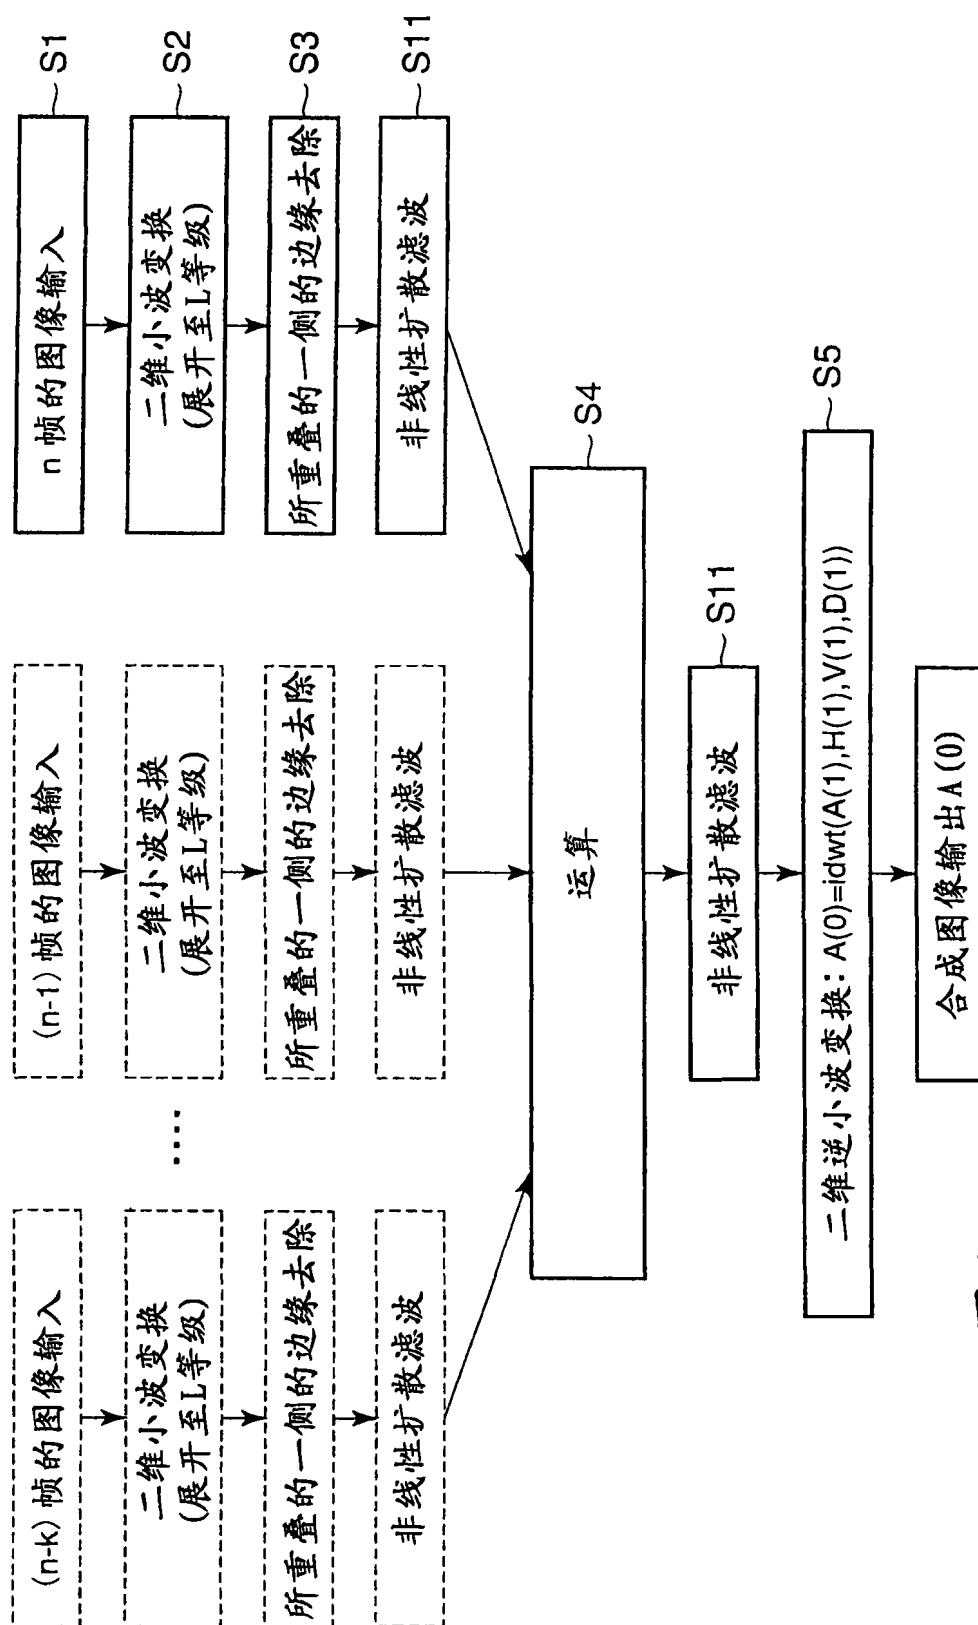 (n-k)帧的图像输入
(n-1)帧的图像输入
n帧的图像输入
S1
二维小波变换
(展开至L等级)
....
二维小波变换
(展开至L等级)
二维小波变换
(展开至L等级)
S2
所重叠的一侧的边缘去除
所重叠的一侧的边缘去除
所重叠的一侧的边缘去除
S3
非线性扩散滤波
非线性扩散滤波
非线性扩散滤波
S11
运算
S4
非线性扩散滤波
S11
二维逆小波变换:A(0)=idwt(A(1),H(1),V(1),D(1))
S5
合成图像输出A(0)